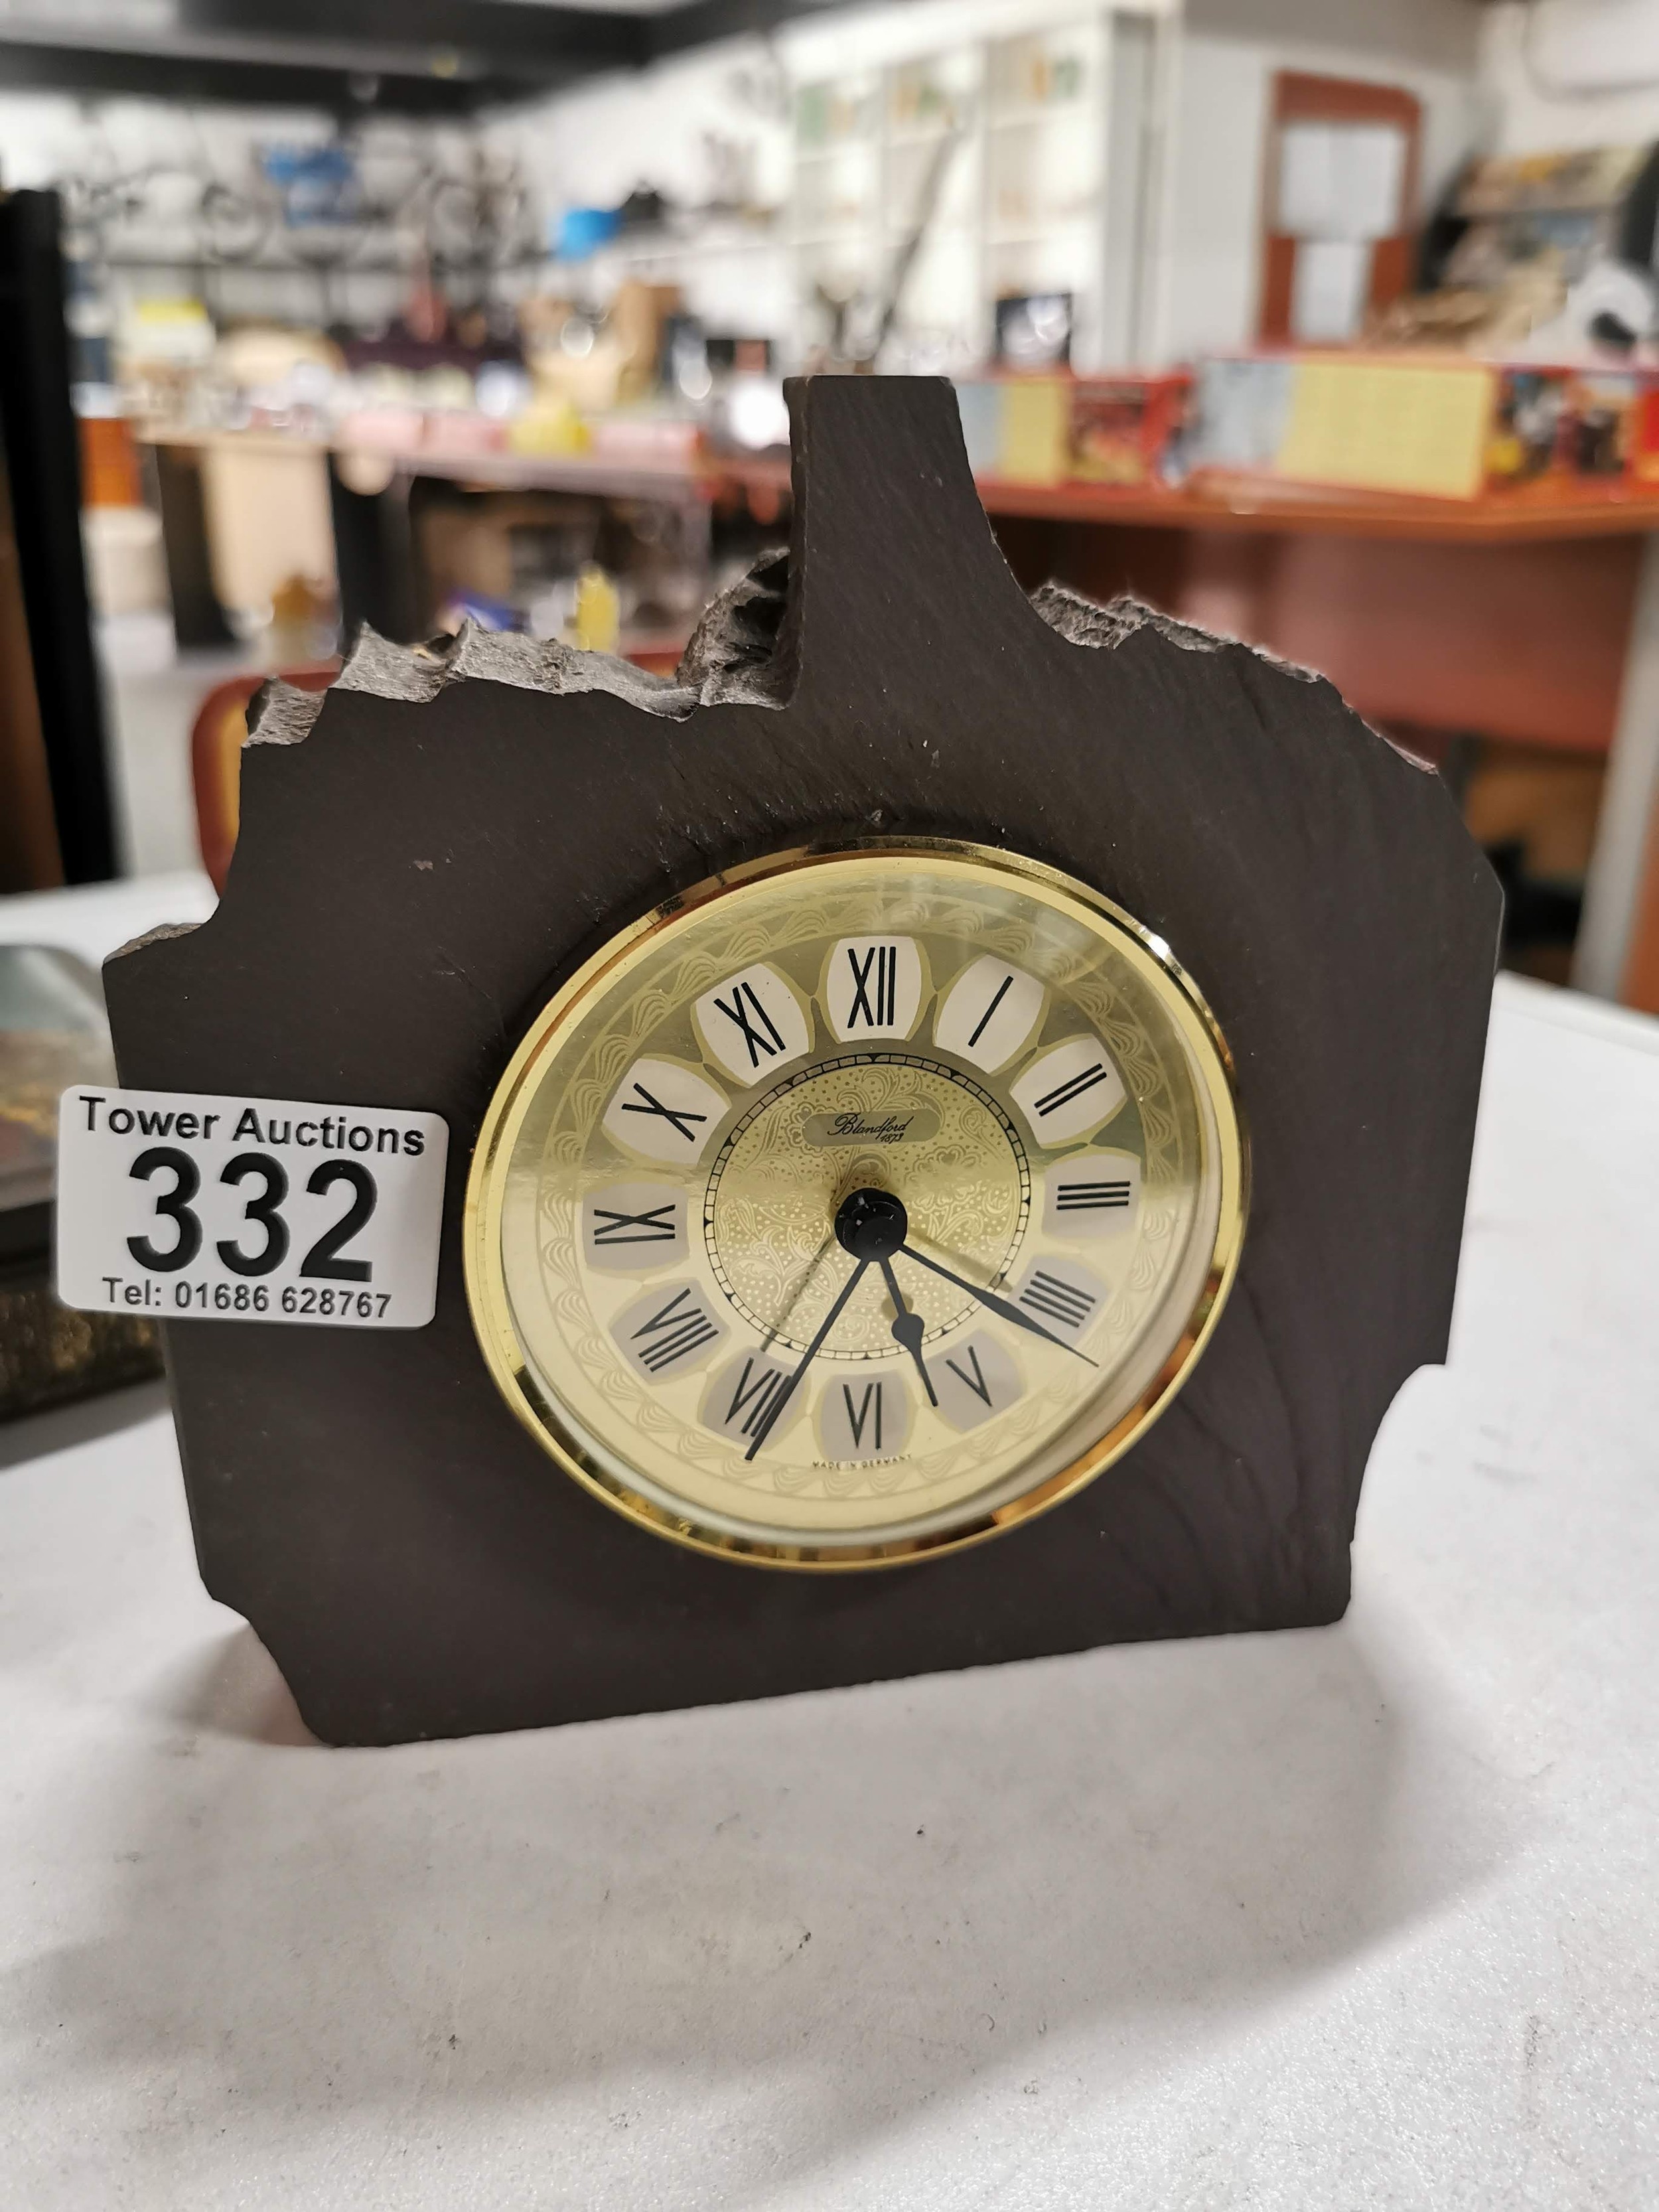 Tower Auctions
332
Tel: 01686 628767
XII
I
II
III
IIII
V
VI
VII
VIII
IX
X
XI
Blandford
1873
MADE IN GERMANY